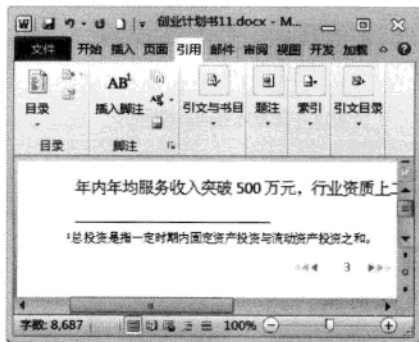 创业计划书11.docx - M...
文件 开始 插入 页面 引用 邮件 审阅 视图 开发 加载
目录 AB¹ 插入脚注 引文与书目 题注 索引 引文目录
目录 脚注
年内年均服务收入突破 500 万元，行业资质上
¹总投资是指一定时期内固定资产投资与流动资产投资之和。
3
字数: 8,687 100%